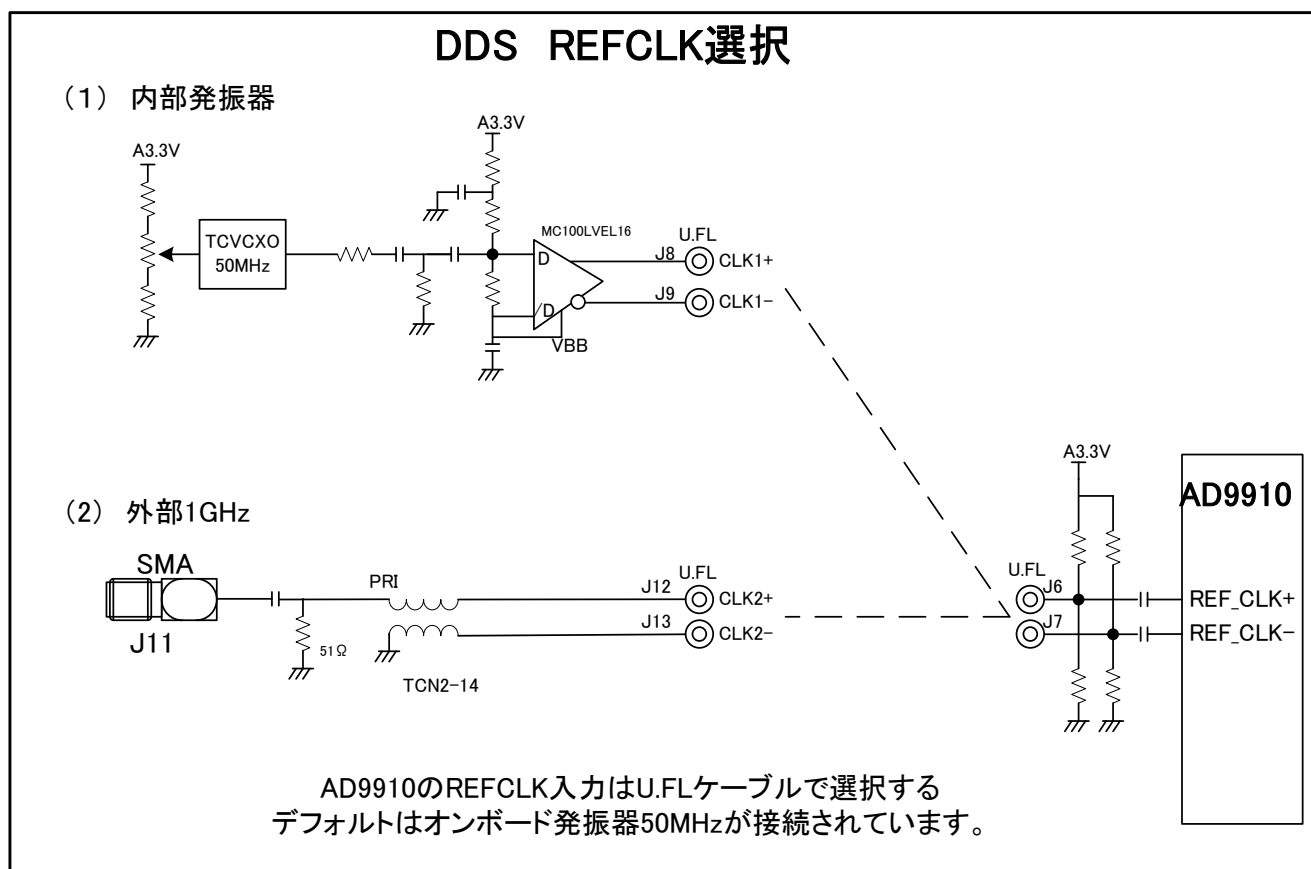 DDS REFCLK選択
(1) 内部発振器
A3.3V
A3.3V
TCVCXO
50MHz
MC100LVEL16
D
/D
VBB
U.FL
J8
CLK1+
J9
CLK1-
(2) 外部1GHz
SMA
J11
51Ω
PRI
TCN2-14
U.FL
J12
CLK2+
J13
CLK2-
A3.3V
AD9910
U.FL
J6
REF_CLK+
J7
REF_CLK-
AD9910のREFCLK入力はU.FLケーブルで選択する
デフォルトはオンボード発振器50MHzが接続されています。